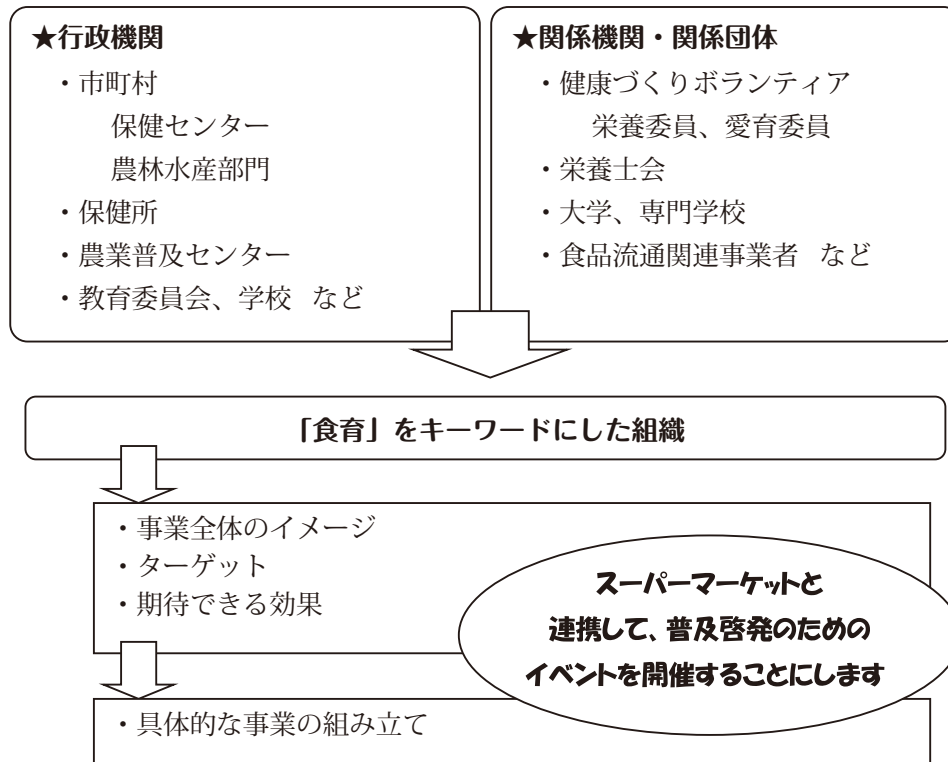 ★行政機関
・市町村
保健センター
農林水産部門
・保健所
・農業普及センター
・教育委員会、学校 など
★関係機関・関係団体
・健康づくりボランティア
栄養委員、愛育委員
・栄養士会
・大学、専門学校
・食品流通関連事業者 など
「食育」をキーワードにした組織
・事業全体のイメージ
・ターゲット
・期待できる効果
スーパーマーケットと
連携して、普及啓発のための
イベントを開催することにします
・具体的な事業の組み立て